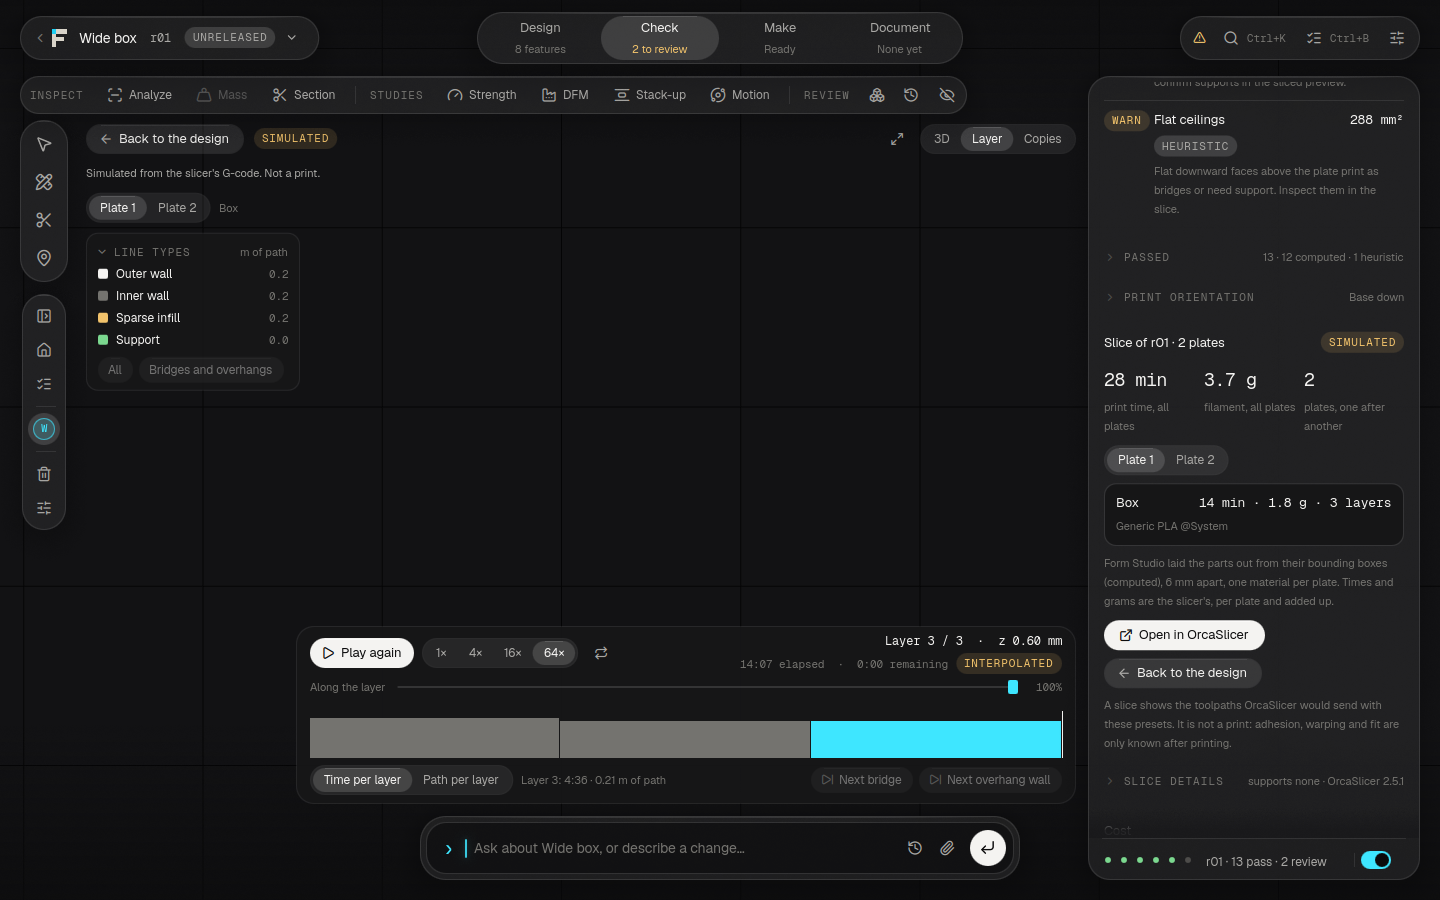 Wide box r01 UNRELEASED
Design
8 features
Check
2 to review
Make
Ready
Document
None yet
Ctrl+K
Ctrl+B
INSPECT Analyze Mass Section STUDIES Strength DFM Stack-up Motion REVIEW
Back to the design SIMULATED
3D Layer Copies
Simulated from the slicer's G-code. Not a print.
Plate 1 Plate 2 Box
LINE TYPES m of path
Outer wall 0.2
Inner wall 0.2
Sparse infill 0.2
Support 0.0
All Bridges and overhangs
W
Play again 1× 4× 16× 64×
Layer 3 / 3 · z 0.60 mm
14:07 elapsed · 0:00 remaining INTERPOLATED
Along the layer 100%
Time per layer Path per layer Layer 3: 4:36 · 0.21 m of path Next bridge Next overhang wall
Ask about Wide box, or describe a change...
confirm supports in the sliced preview.
WARN Flat ceilings 288 mm²
HEURISTIC
Flat downward faces above the plate print as
bridges or need support. Inspect them in the
slice.
PASSED 13 · 12 computed · 1 heuristic
PRINT ORIENTATION Base down
Slice of r01 · 2 plates SIMULATED
28 min 3.7 g 2
print time, all plates
filament, all plates
plates, one after another
Plate 1 Plate 2
Box 14 min · 1.8 g · 3 layers
Generic PLA @System
Form Studio laid the parts out from their bounding boxes
(computed), 6 mm apart, one material per plate. Times and
grams are the slicer's, per plate and added up.
Open in OrcaSlicer
Back to the design
A slice shows the toolpaths OrcaSlicer would send with
these presets. It is not a print: adhesion, warping and fit are
only known after printing.
SLICE DETAILS supports none · OrcaSlicer 2.5.1
Cost
r01 · 13 pass · 2 review